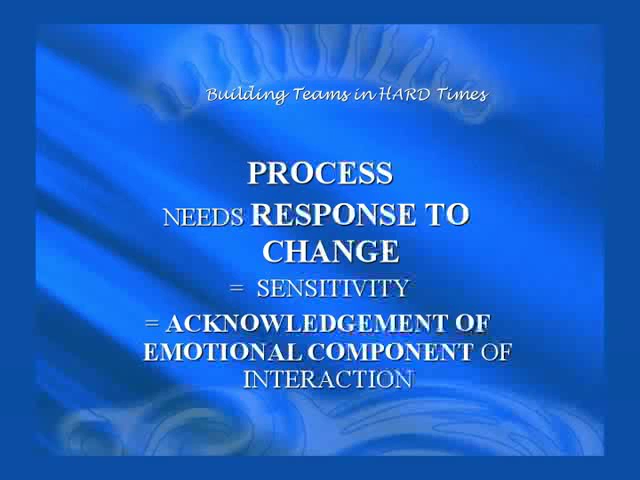 Building Teams in HARD Times
PROCESS
NEEDS RESPONSE TO
CHANGE
= SENSITIVITY
= ACKNOWLEDGEMENT OF
EMOTIONAL COMPONENT OF
INTERACTION